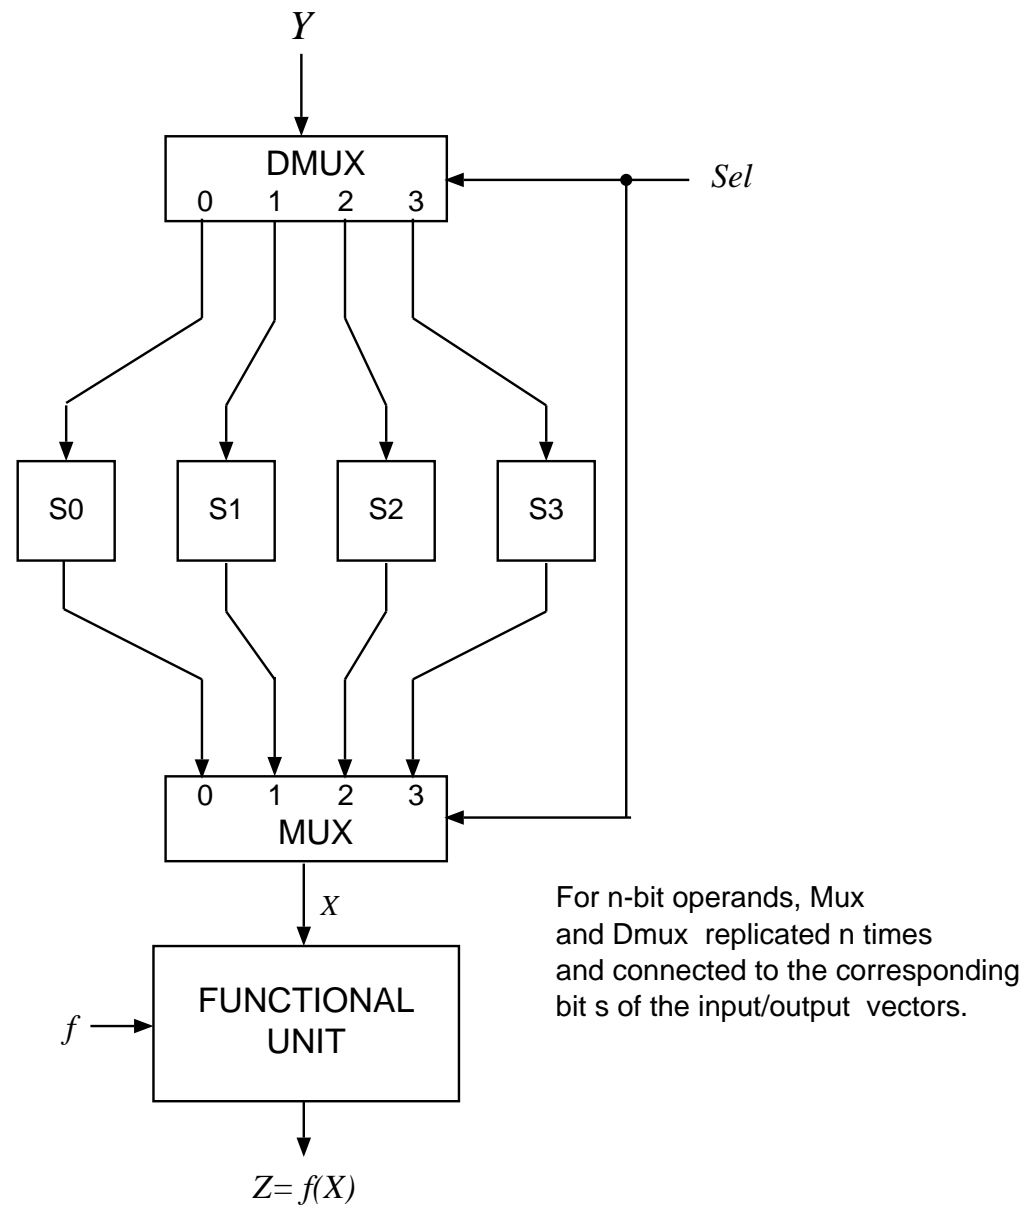 Y
DMUX
Sel
0 1 2 3
S0 S1 S2 S3
0 1 2 3
MUX
X
For n-bit operands, Mux
and Dmux replicated n times
and connected to the corresponding
bit s of the input/output vectors.
FUNCTIONAL
UNIT
f
Z= f(X)